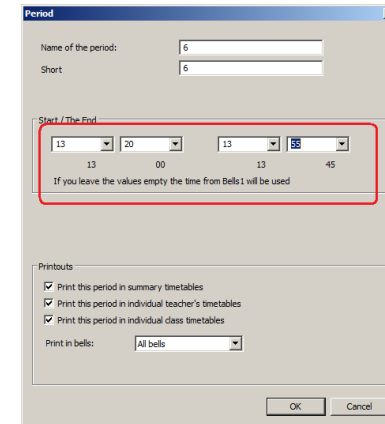 Period
Name of the period: 6
Short 6
Start / The End
13 20 13 55
13 00 13 45
If you leave the values empty the time from Bells1 will be used
Printouts
Print this period in summary timetables
Print this period in individual teacher's timetables
Print this period in individual class timetables
Print in bells: All bells
OK Cancel